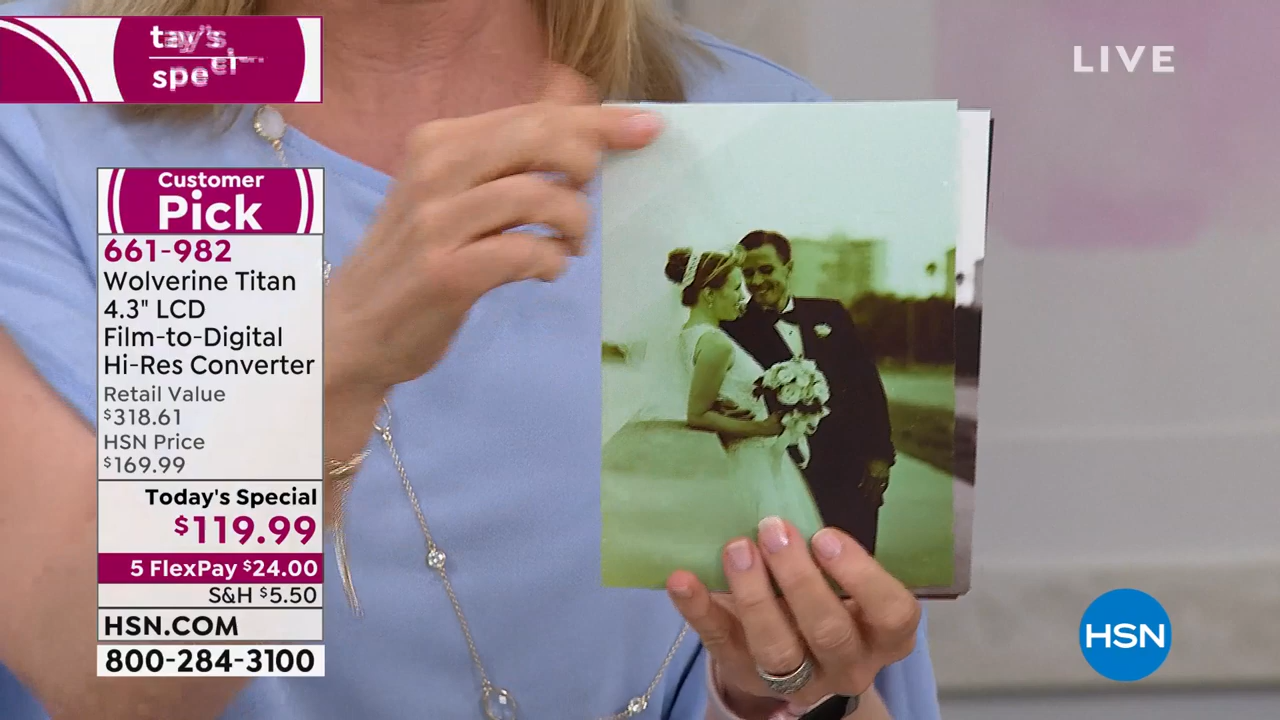 LIVE
Customer
Pick
661-982
Wolverine Titan
4.3" LCD
Film-to-Digital
Hi-Res Converter
Retail Value
$318.61
HSN Price
$169.99
Today's Special
$119.99
5 FlexPay $24.00
S&H $5.50
HSN.COM
800-284-3100
HSN